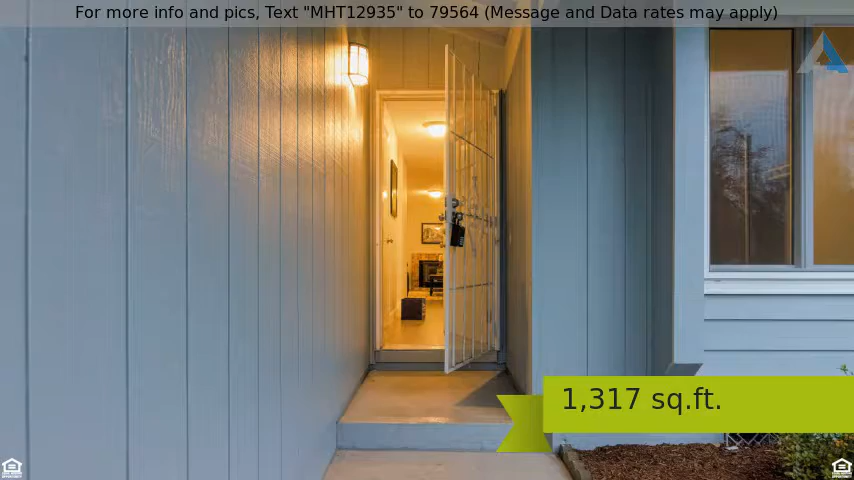 For more info and pics, Text "MHT12935" to 79564 (Message and Data rates may apply)
1,317 sq.ft.